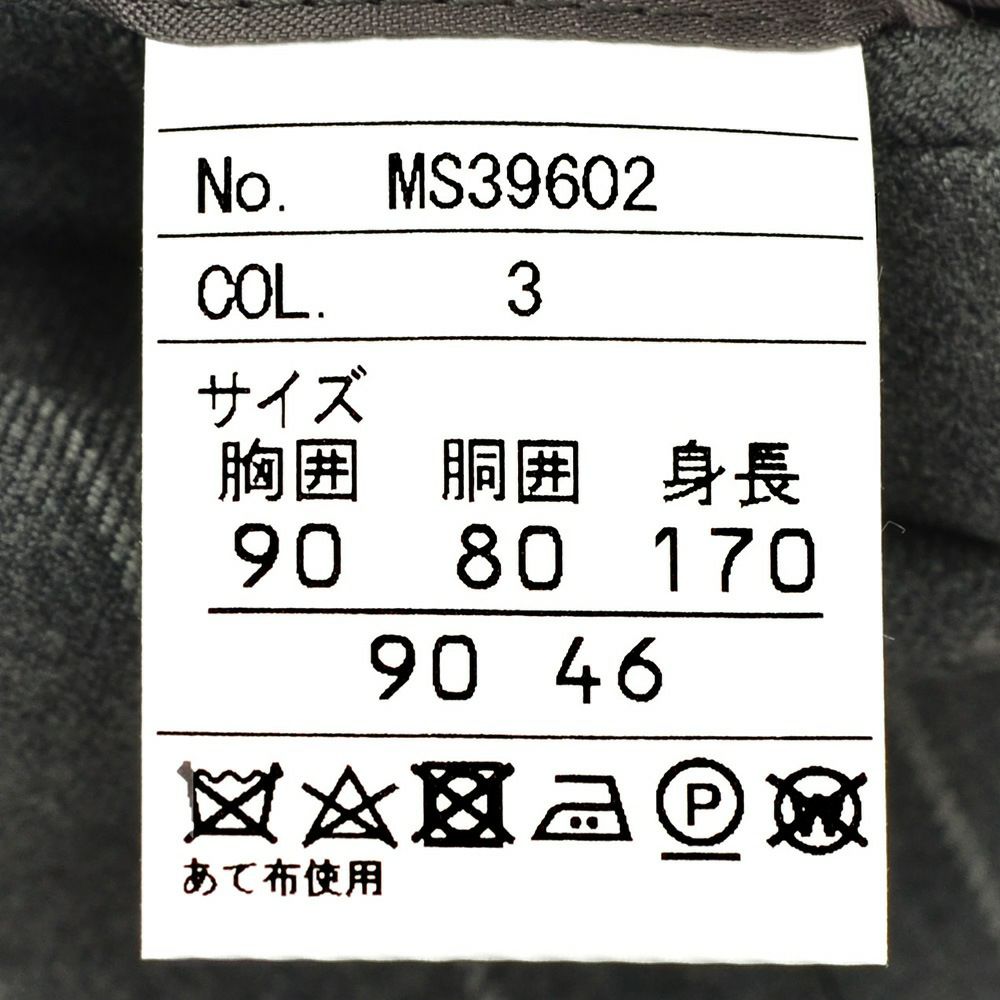 No. MS39602
COL. 3
サイズ
胸囲 胴囲 身長
90 80 170
90 46
P W
あて布使用